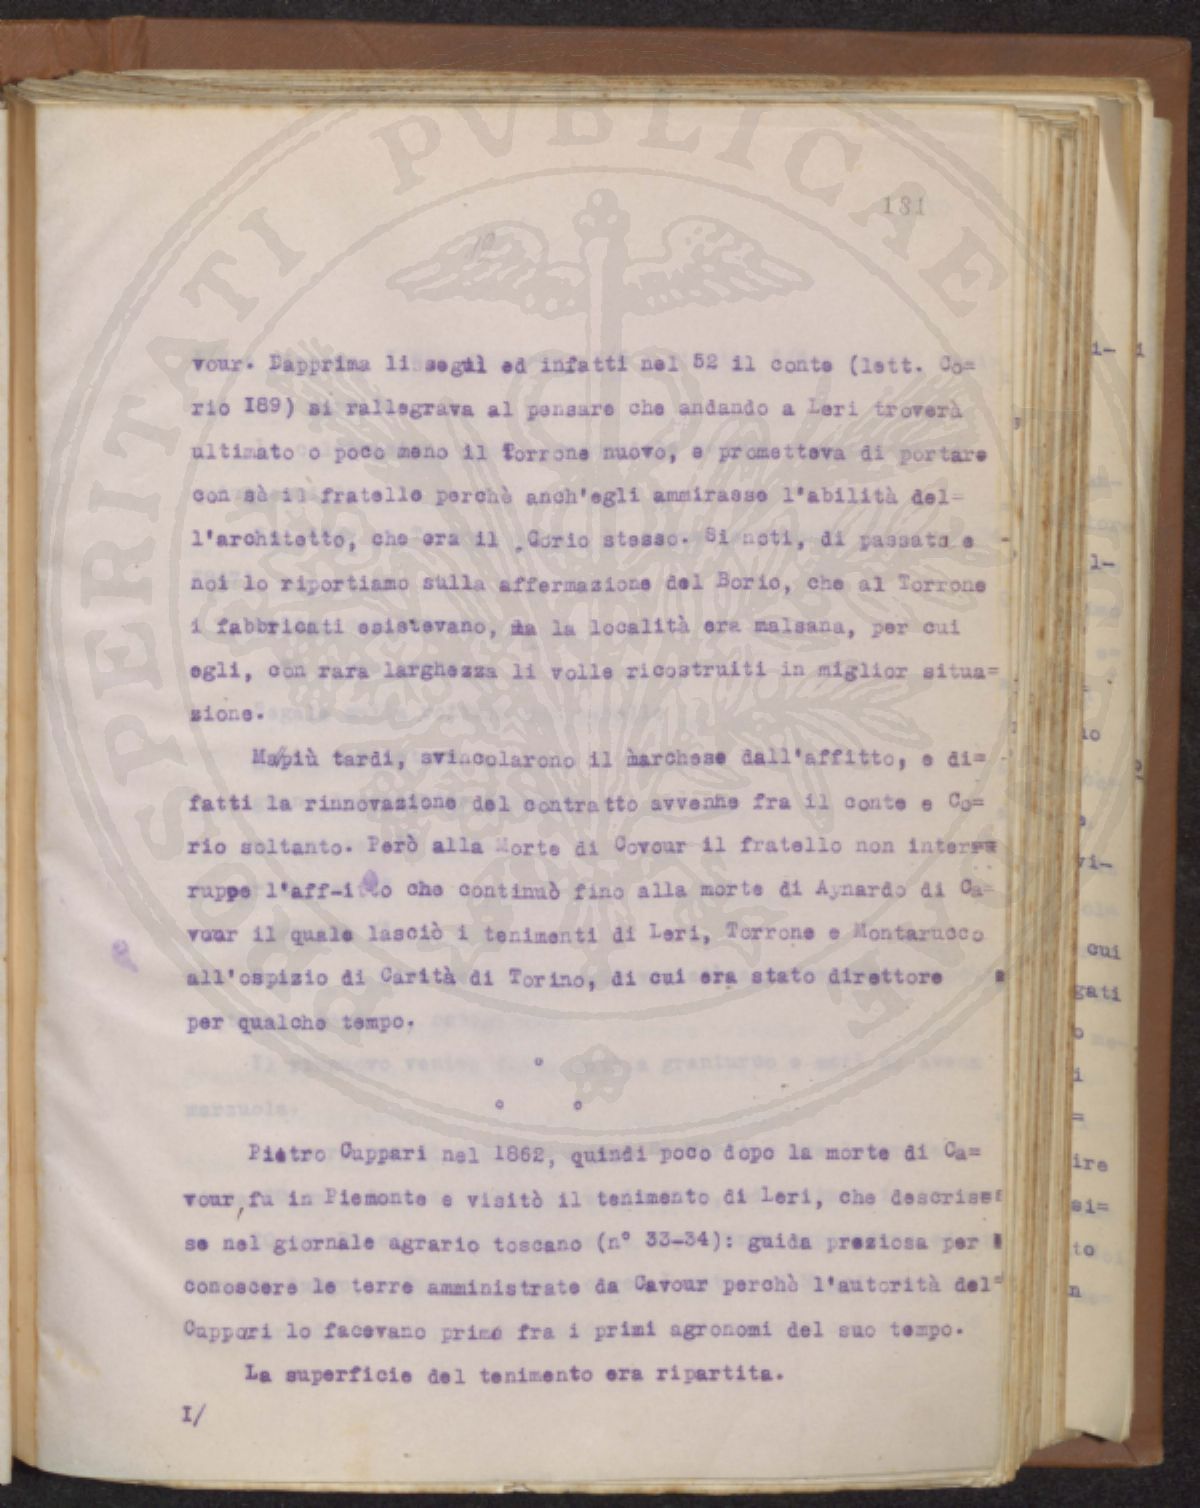 181
vour. Dapprima li seguì ed infatti nel 52 il conte (lett. Co=
rio I89) si rallegrava al pensare che andando a Leri troverà
ultimato o poco meno il Torrone nuovo, e prometteva di portare
con sè il fratello perchè anch'egli ammirasse l'abilità del=
l'architetto, che era il Corio stesso. Si noti, di passata e
noi lo riportiamo sulla affermazione del Borio, che al Torrone
i fabbricati esistevano, ma la località era malsana, per cui
egli, con rara larghezza li volle ricostruiti in miglior situa=
zione.
Ma/più tardi, svincolarono il marchese dall'affitto, e di=
fatti la rinnovazione del contratto avvenne fra il conte e Co=
rio soltanto. Però alla Morte di Covour il fratello non inter
ruppe l'aff-itto che continuò fino alla morte di Aynardo di Ca=
vour il quale lasciò i tenimenti di Leri, Torrone e Montarucco
all'ospizio di Carità di Torino, di cui era stato direttore
per qualche tempo.
°
° °
Pietro Cuppari nel 1862, quindi poco dopo la morte di Ca=
vour, fu in Piemonte e visitò il tenimento di Leri, che descris=
se nel giornale agrario toscano (n° 33-34): guida preziosa per
conoscere le terre amministrate da Cavour perchè l'autorità del=
Cuppari lo facevano primo fra i primi agronomi del suo tempo.
La superficie del tenimento era ripartita.
I/
PROSPERITATI PVBLICAE AVGENDAE